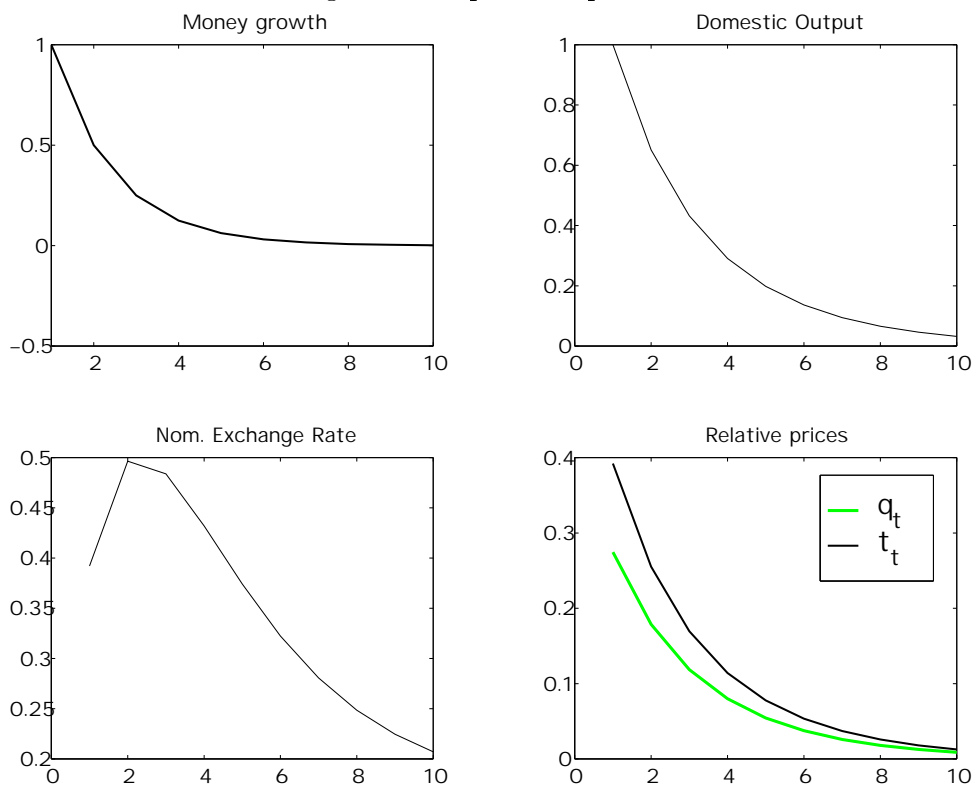 Money growth
1
0.5
0
−0.5
2 4 6 8 10
Domestic Output
1
0.8
0.6
0.4
0.2
0
0 2 4 6 8 10
Nom. Exchange Rate
0.5
0.45
0.4
0.35
0.3
0.25
0.2
0 2 4 6 8 10
Relative prices
0.4
0.3
0.2
0.1
0
0 2 4 6 8 10
q_t
t_t